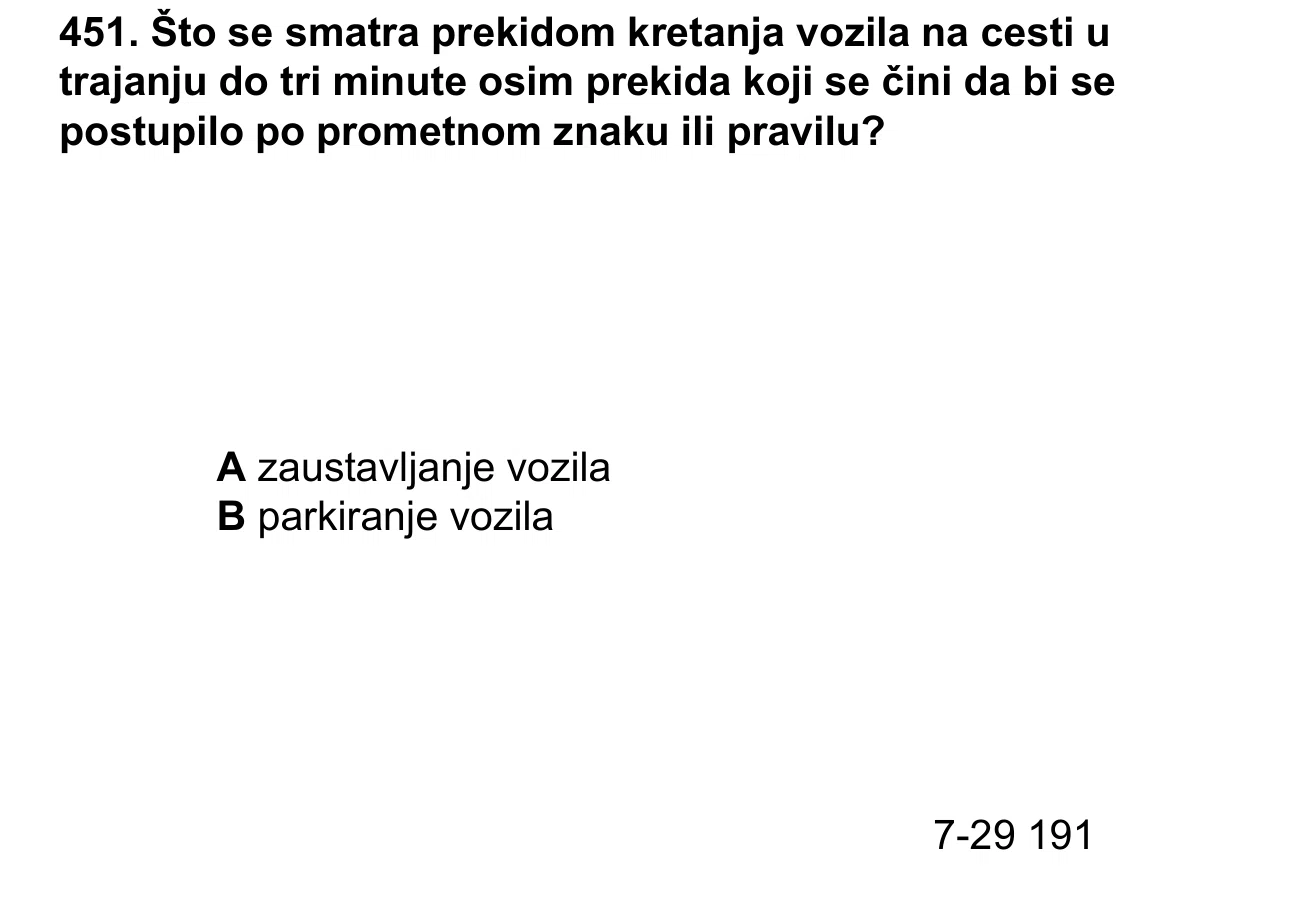 451. Što se smatra prekidom kretanja vozila na cesti u
trajanju do tri minute osim prekida koji se čini da bi se
postupilo po prometnom znaku ili pravilu?
A zaustavljanje vozila
B parkiranje vozila
7-29 191